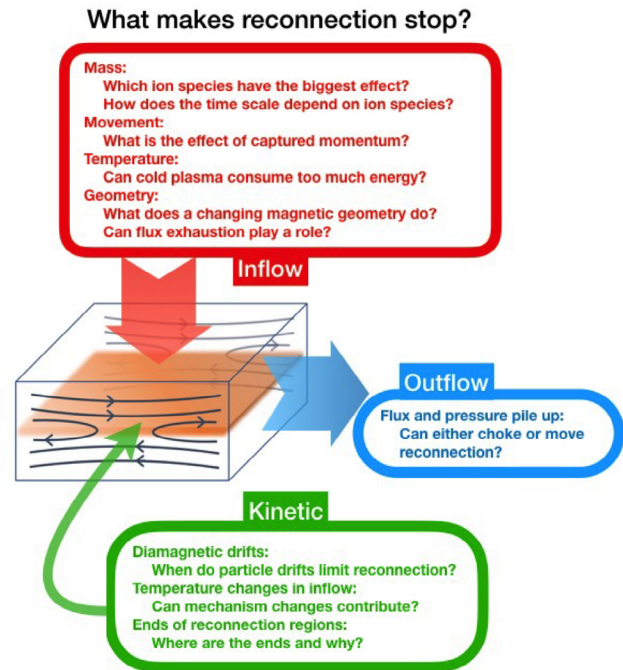 What makes reconnection stop?
Mass:
Which ion species have the biggest effect?
How does the time scale depend on ion species?
Movement:
What is the effect of captured momentum?
Temperature:
Can cold plasma consume too much energy?
Geometry:
What does a changing magnetic geometry do?
Can flux exhaustion play a role?
Inflow
Outflow
Flux and pressure pile up:
Can either choke or move
reconnection?
Kinetic
Diamagnetic drifts:
When do particle drifts limit reconnection?
Temperature changes in inflow:
Can mechanism changes contribute?
Ends of reconnection regions:
Where are the ends and why?